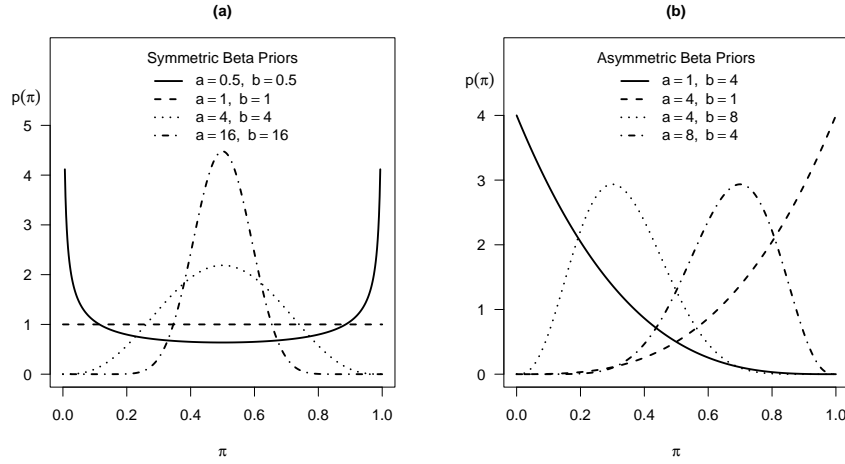 (a)
Symmetric Beta Priors
a = 0.5, b = 0.5
a = 1, b = 1
a = 4, b = 4
a = 16, b = 16
p(π)
5
4
3
2
1
0
0.0 0.2 0.4 0.6 0.8 1.0
π
(b)
Asymmetric Beta Priors
a = 1, b = 4
a = 4, b = 1
a = 4, b = 8
a = 8, b = 4
p(π)
4
3
2
1
0
0.0 0.2 0.4 0.6 0.8 1.0
π